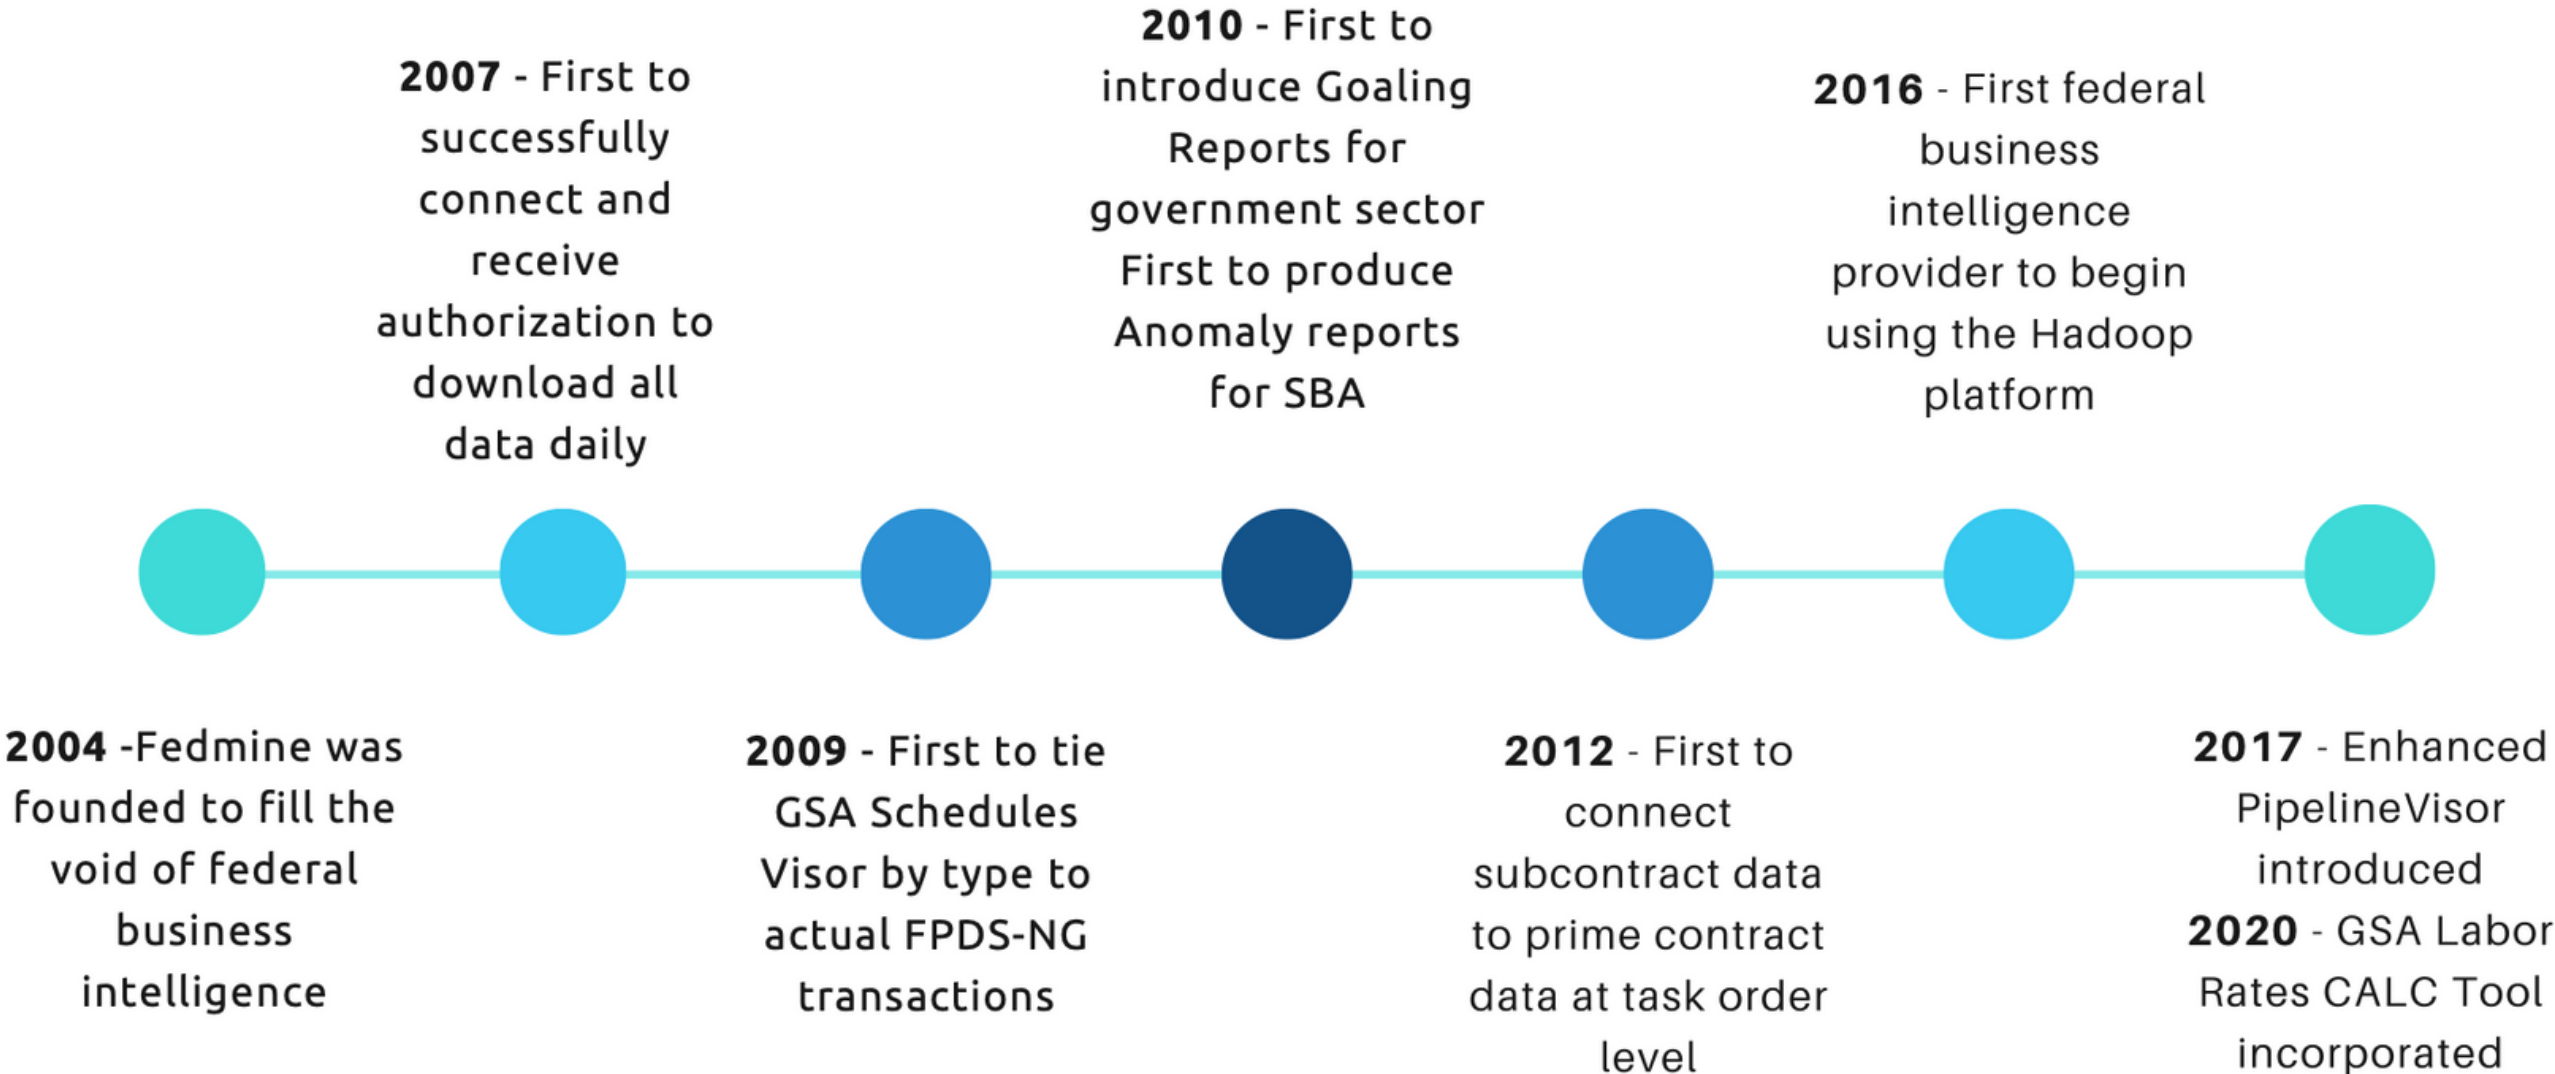 2004 -Fedmine was
founded to fill the
void of federal
business
intelligence
2007 - First to
successfully
connect and
receive
authorization to
download all
data daily
2009 - First to tie
GSA Schedules
Visor by type to
actual FPDS-NG
transactions
2010 - First to
introduce Goaling
Reports for
government sector
First to produce
Anomaly reports
for SBA
2012 - First to
connect
subcontract data
to prime contract
data at task order
level
2016 - First federal
business
intelligence
provider to begin
using the Hadoop
platform
2017 - Enhanced
PipelineVisor
introduced
2020 - GSA Labor
Rates CALC Tool
incorporated